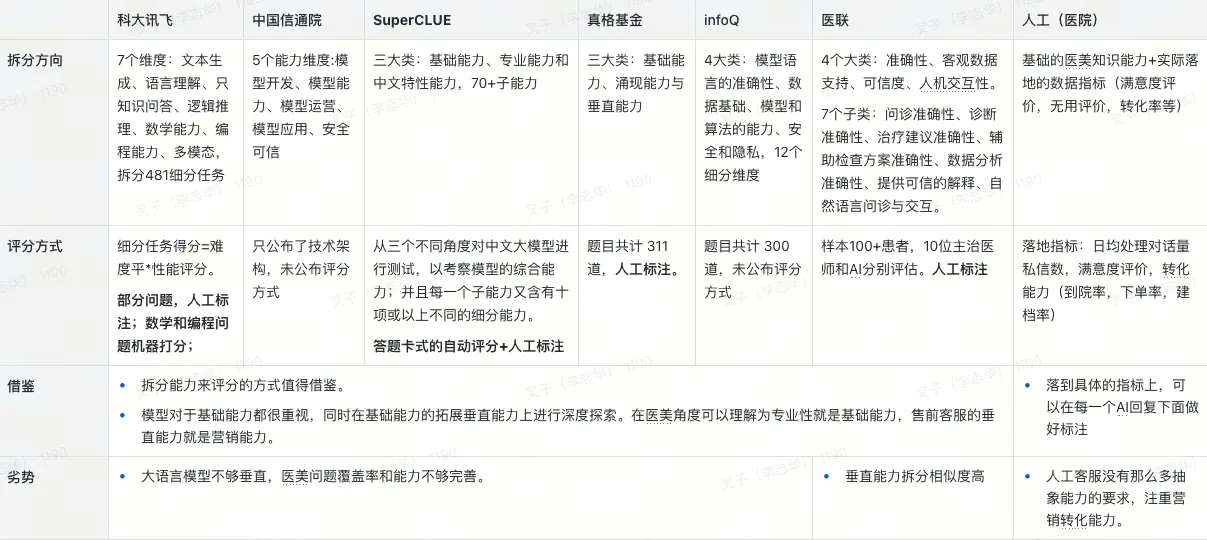 科大讯飞
中国信通院
SuperCLUE
真格基金
infoQ
医联
人工（医院）
拆分方向
7个维度：文本生
成、语言理解、只
知识问答、逻辑推
理、数学能力、编
程能力、多模态，
拆分481细分任务
5个能力维度:模
型开发、模型能
力、模型运营、
模型应用、安全
可信
三大类：基础能力、专业能力和
中文特性能力，70+子能力
三大类：基础能
力、涌现能力与
垂直能力
4大类：模型语
言的准确性、数
据基础、模型和
算法的能力、安
全和隐私，12个
细分维度
4个大类：准确性、客观数据
支持、可信度、人机交互性。
7个子类：问诊准确性、诊断
准确性、治疗建议准确性、辅
助检查方案准确性、数据分析
准确性、提供可信的解释、自
然语言问诊与交互。
基础的医美知识能力+实际落
地的数据指标（满意度评
价，无用评价，转化率等）
评分方式
细分任务得分=难
度平*性能评分。
部分问题，人工标
注；数学和编程问
题机器打分；
只公布了技术架
构，未公布评分
方式
从三个不同角度对中文大模型进
行测试，以考察模型的综合能
力；并且每一个子能力又含有十
项或以上不同的细分能力。
答题卡式的自动评分+人工标注
题目共计 311
道，人工标注。
题目共计 300
道，未公布评分
方式
样本100+患者，10位主治医
师和AI分别评估。人工标注
落地指标：日均处理对话量
私信数，满意度评价，转化
能力（到院率，下单率，建
档率）
借鉴
• 拆分能力来评分的方式值得借鉴。
• 模型对于基础能力都很重视，同时在基础能力的拓展垂直能力上进行深度探索。在医美角度可以理解为专业性就是基础能力，售前客服的垂
直能力就是营销能力。
• 落到具体的指标上，可
以在每一个AI回复下面做
好标注
劣势
• 大语言模型不够垂直，医美问题覆盖率和能力不够完善。
• 垂直能力拆分相似度高
• 人工客服没有那么多抽
象能力的要求，注重营
销转化能力。
叉子（李志华） 1190